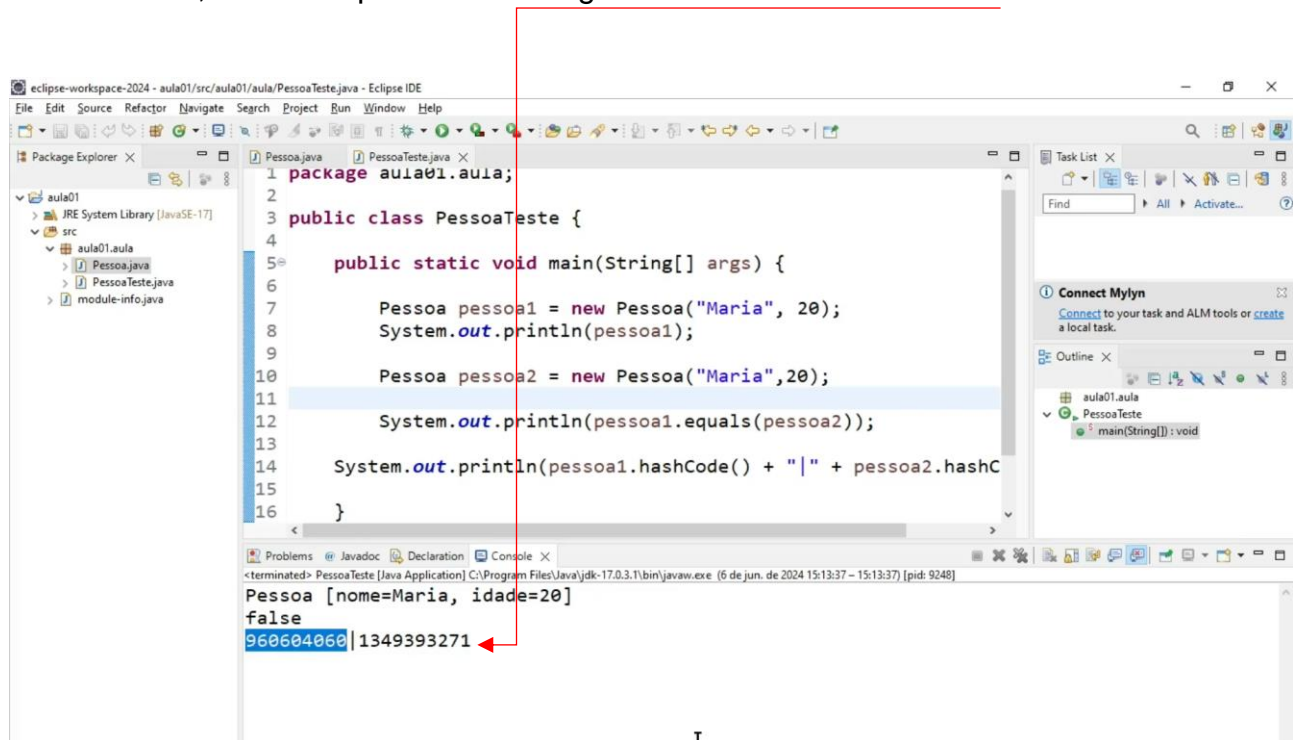 eclipse-workspace-2024 - aula01/src/aula01/aula/PessoaTeste.java - Eclipse IDE
File Edit Source Refactor Navigate Search Project Run Window Help
Package Explorer
aula01
JRE System Library [JavaSE-17]
src
aula01.aula
Pessoa.java
PessoaTeste.java
module-info.java
Pessoa.java PessoaTeste.java
1 package aula01.aula;
2
3 public class PessoaTeste {
4
5 public static void main(String[] args) {
6
7 Pessoa pessoa1 = new Pessoa("Maria", 20);
8 System.out.println(pessoa1);
9
10 Pessoa pessoa2 = new Pessoa("Maria",20);
11
12 System.out.println(pessoa1.equals(pessoa2));
13
14 System.out.println(pessoa1.hashCode() + "|" + pessoa2.hashC
15
16 }
Task List
Find All Activate...
Connect Mylyn
Connect to your task and ALM tools or create
a local task.
Outline
aula01.aula
PessoaTeste
main(String[]) : void
Problems Javadoc Declaration Console
<terminated> PessoaTeste [Java Application] C:\Program Files\Java\jdk-17.0.3.1\bin\javaw.exe (6 de jun. de 2024 15:13:37 – 15:13:37) [pid: 9248]
Pessoa [nome=Maria, idade=20]
false
960604060|1349393271